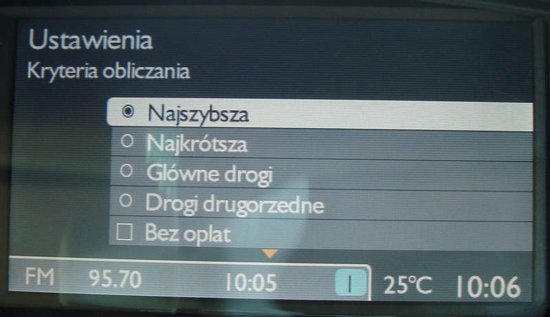 Ustawienia
Kryteria obliczania
Najszybsza
Najkrótsza
Główne drogi
Drogi drugorzedne
Bez oplat
FM 95.70 10:05 I 25°C 10:06